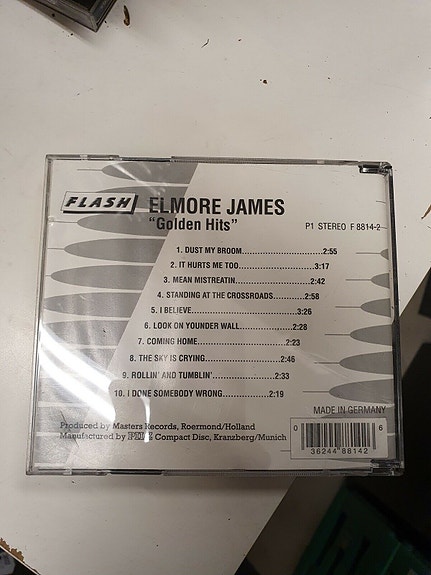 FLASH
ELMORE JAMES
"Golden Hits"
P1 STEREO F 8814-2
1. DUST MY BROOM 2:55
2. IT HURTS ME TOO 3:17
3. MEAN MISTREATIN 2:42
4. STANDING AT THE CROSSROADS 2:58
5. I BELIEVE 3:26
6. LOOK ON YOUNDER WALL 2:28
7. COMING HOME 2:23
8. THE SKY IS CRYING 2:46
9. ROLLIN' AND TUMBLIN' 2:33
10. I DONE SOMEBODY WRONG 2:19
MADE IN GERMANY
Produced by Masters Records, Roermond/Holland
Manufactured by Compact Disc, Kranzberg/Munich
0 36244 88142 6